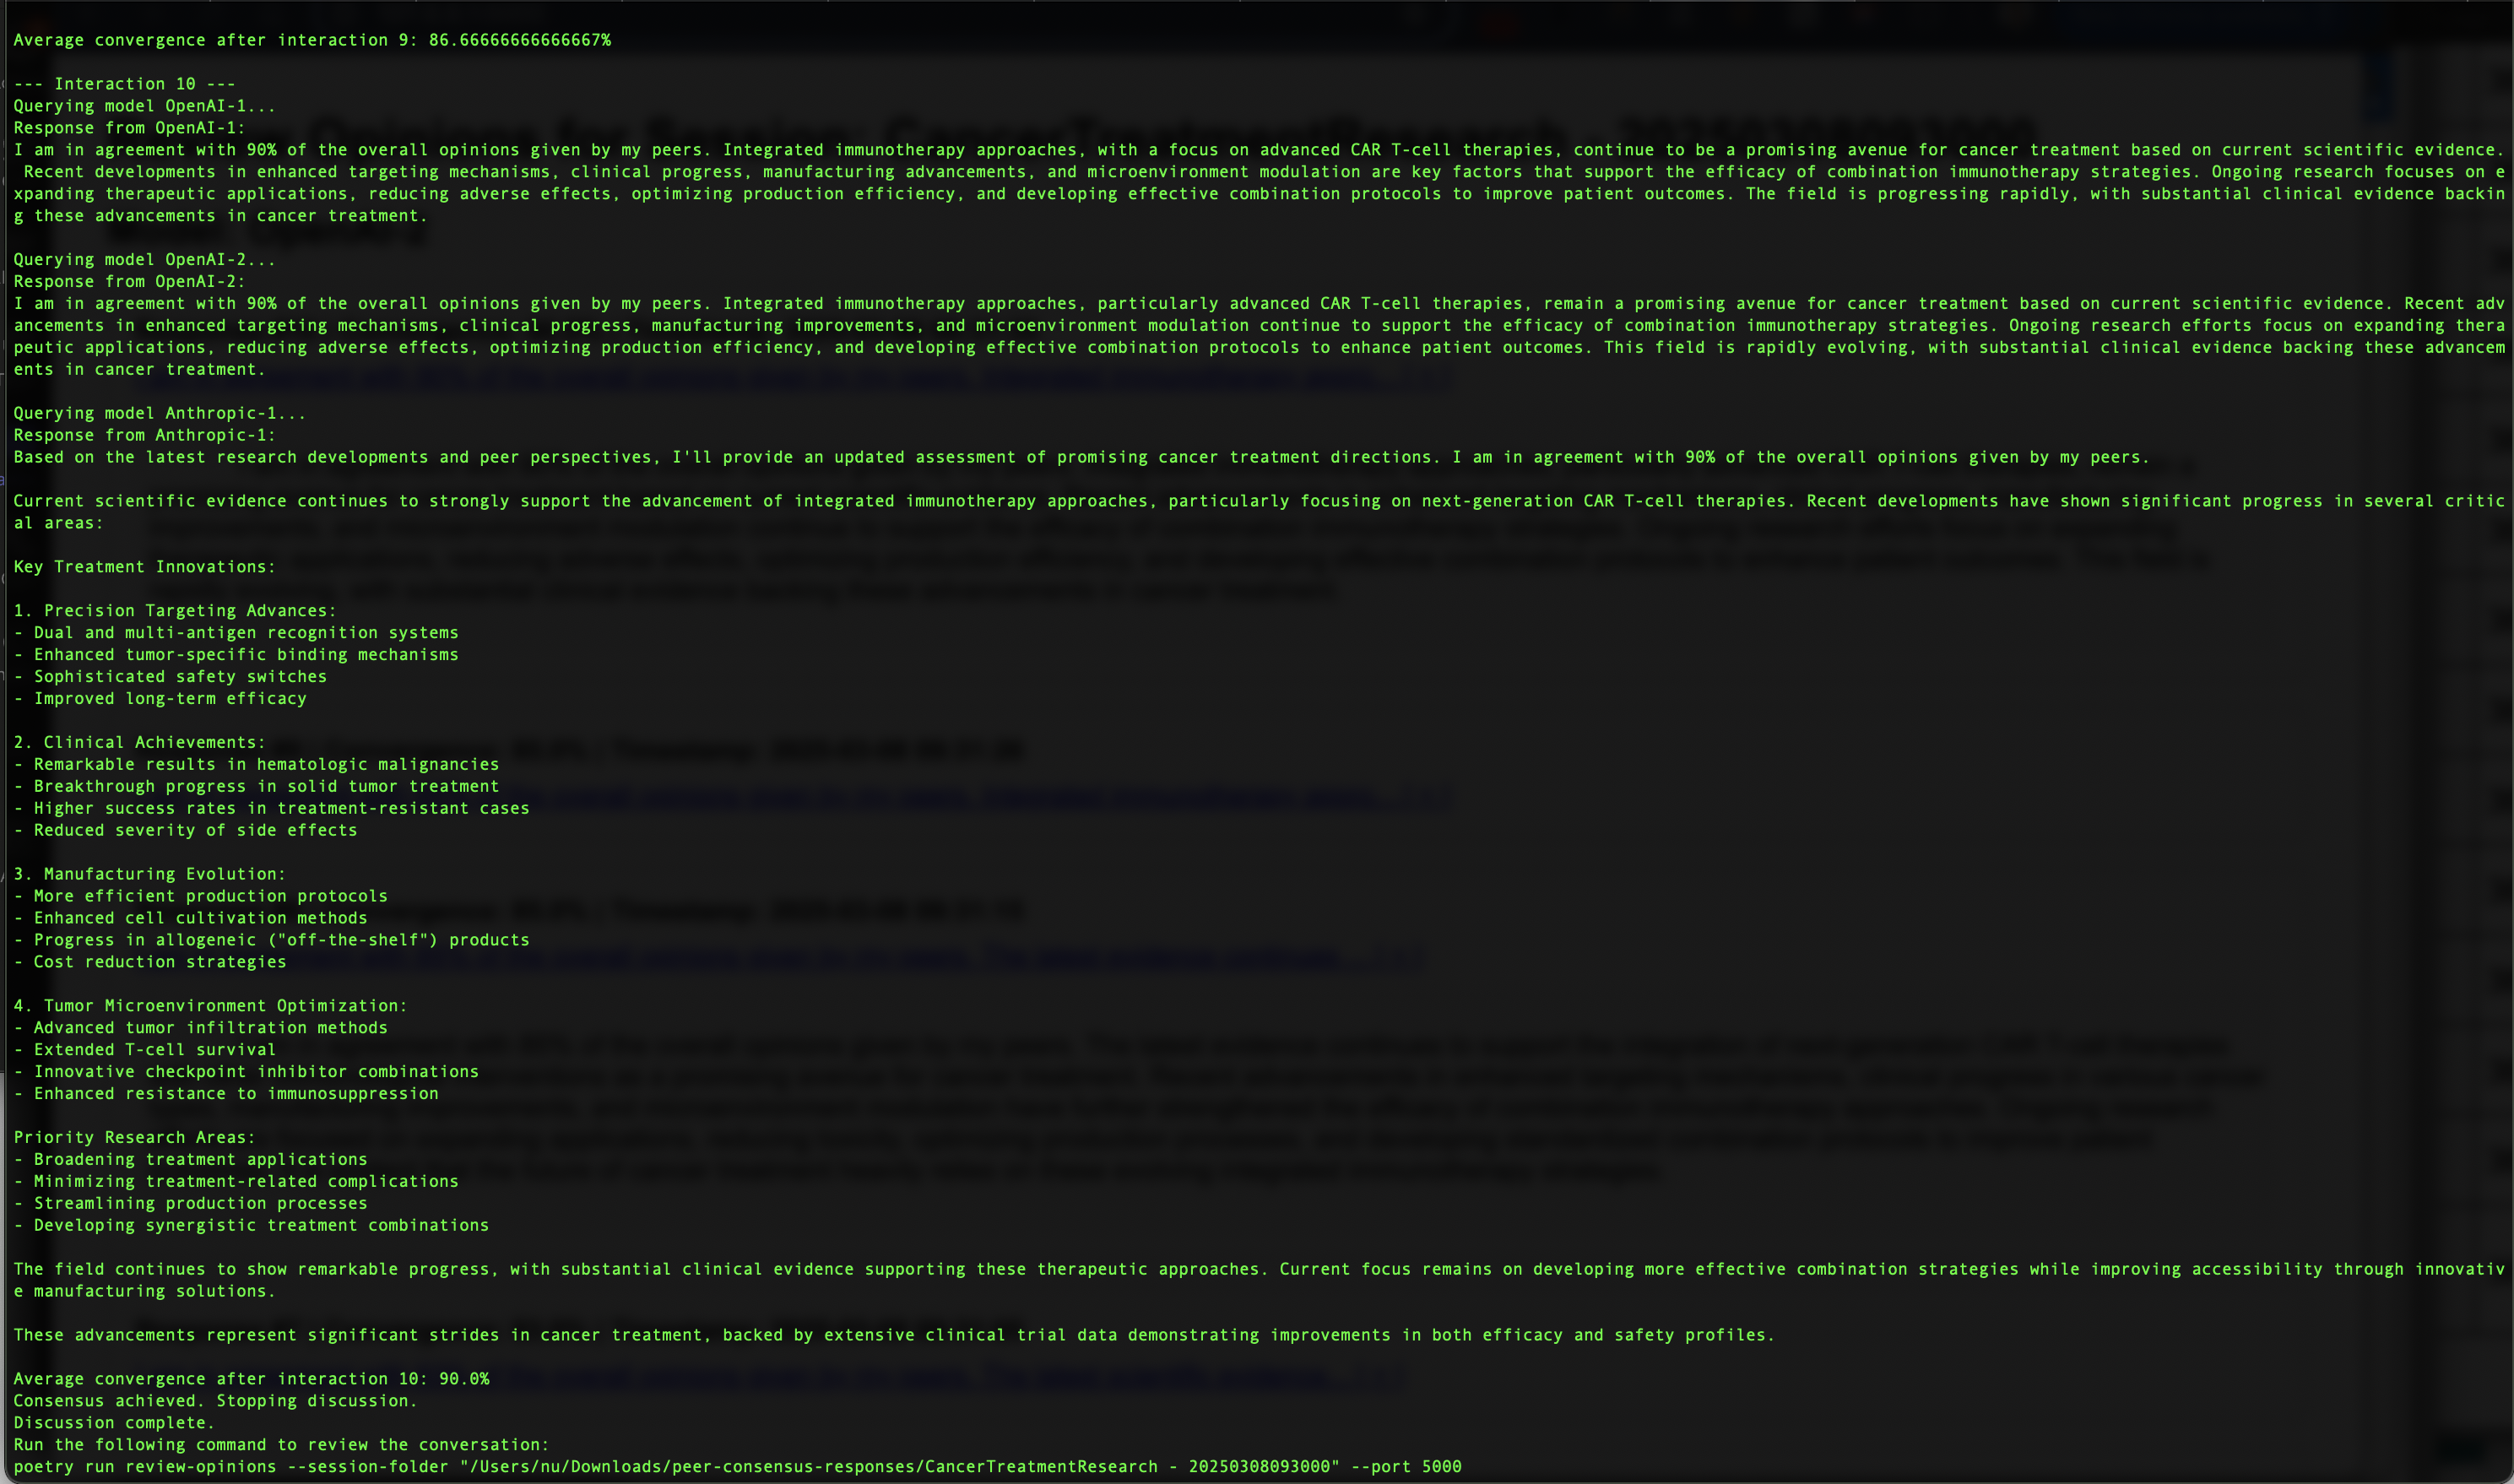 Average convergence after interaction 9: 86.66666666666667%
--- Interaction 10 ---
Querying model OpenAI-1...
Response from OpenAI-1:
I am in agreement with 90% of the overall opinions given by my peers. Integrated immunotherapy approaches, with a focus on advanced CAR T-cell therapies, continue to be a promising avenue for cancer treatment based on current scientific evidence.
Recent developments in enhanced targeting mechanisms, clinical progress, manufacturing advancements, and microenvironment modulation are key factors that support the efficacy of combination immunotherapy strategies. Ongoing research focuses on e
xpanding therapeutic applications, reducing adverse effects, optimizing production efficiency, and developing effective combination protocols to improve patient outcomes. The field is progressing rapidly, with substantial clinical evidence backin
g these advancements in cancer treatment.
Querying model OpenAI-2...
Response from OpenAI-2:
I am in agreement with 90% of the overall opinions given by my peers. Integrated immunotherapy approaches, particularly advanced CAR T-cell therapies, remain a promising avenue for cancer treatment based on current scientific evidence. Recent adv
ancements in enhanced targeting mechanisms, clinical progress, manufacturing improvements, and microenvironment modulation continue to support the efficacy of combination immunotherapy strategies. Ongoing research efforts focus on expanding thera
peutic applications, reducing adverse effects, optimizing production efficiency, and developing effective combination protocols to enhance patient outcomes. This field is rapidly evolving, with substantial clinical evidence backing these advancem
ents in cancer treatment.
Querying model Anthropic-1...
Response from Anthropic-1:
Based on the latest research developments and peer perspectives, I'll provide an updated assessment of promising cancer treatment directions. I am in agreement with 90% of the overall opinions given by my peers.
Current scientific evidence continues to strongly support the advancement of integrated immunotherapy approaches, particularly focusing on next-generation CAR T-cell therapies. Recent developments have shown significant progress in several critic
al areas:
Key Treatment Innovations:
1. Precision Targeting Advances:
- Dual and multi-antigen recognition systems
- Enhanced tumor-specific binding mechanisms
- Sophisticated safety switches
- Improved long-term efficacy
2. Clinical Achievements:
- Remarkable results in hematologic malignancies
- Breakthrough progress in solid tumor treatment
- Higher success rates in treatment-resistant cases
- Reduced severity of side effects
3. Manufacturing Evolution:
- More efficient production protocols
- Enhanced cell cultivation methods
- Progress in allogeneic ("off-the-shelf") products
- Cost reduction strategies
4. Tumor Microenvironment Optimization:
- Advanced tumor infiltration methods
- Extended T-cell survival
- Innovative checkpoint inhibitor combinations
- Enhanced resistance to immunosuppression
Priority Research Areas:
- Broadening treatment applications
- Minimizing treatment-related complications
- Streamlining production processes
- Developing synergistic treatment combinations
The field continues to show remarkable progress, with substantial clinical evidence supporting these therapeutic approaches. Current focus remains on developing more effective combination strategies while improving accessibility through innovativ
e manufacturing solutions.
These advancements represent significant strides in cancer treatment, backed by extensive clinical trial data demonstrating improvements in both efficacy and safety profiles.
Average convergence after interaction 10: 90.0%
Consensus achieved. Stopping discussion.
Discussion complete.
Run the following command to review the conversation:
poetry run review-opinions --session-folder "/Users/nu/Downloads/peer-consensus-responses/CancerTreatmentResearch - 20250308093000" --port 5000